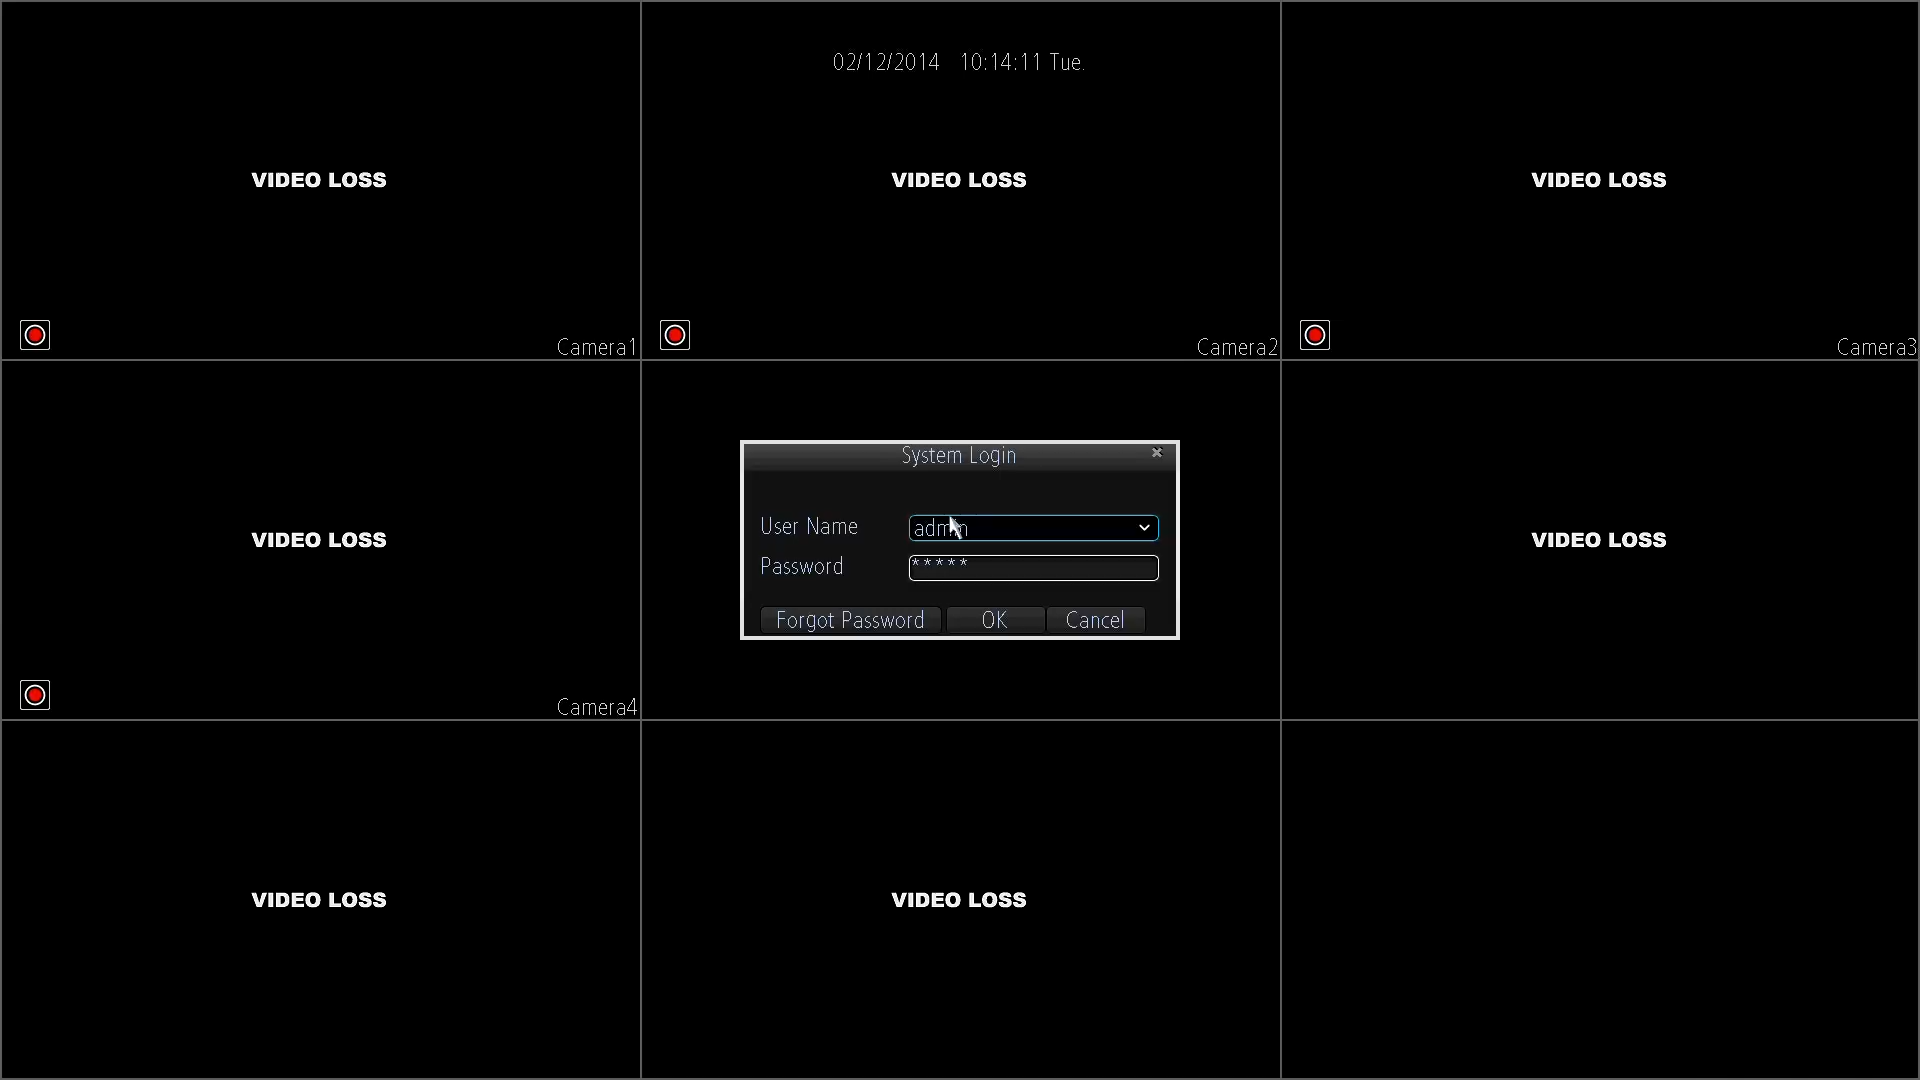 02/12/2014 10:14:11 Tue.
VIDEO LOSS
VIDEO LOSS
VIDEO LOSS
Camera1
Camera2
Camera3
System Login
User Name admin
Password *****
Forgot Password OK Cancel
VIDEO LOSS
VIDEO LOSS
Camera4
VIDEO LOSS
VIDEO LOSS